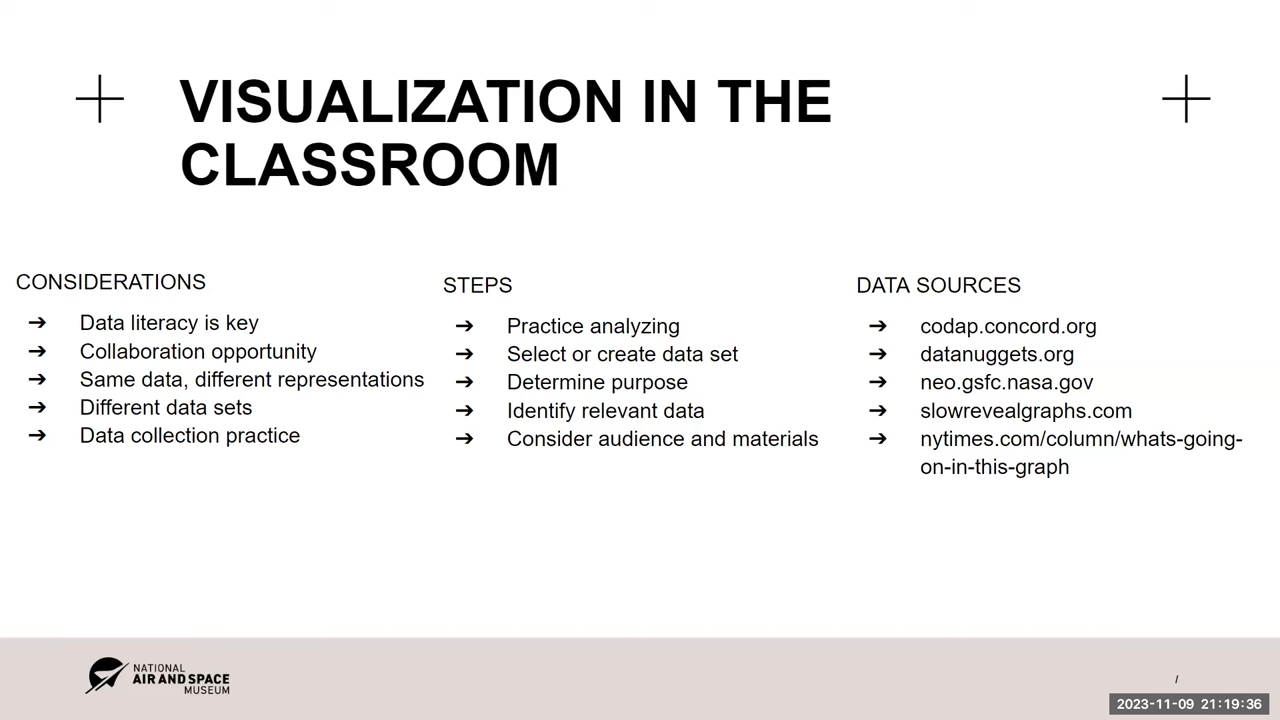 VISUALIZATION IN THE
CLASSROOM
CONSIDERATIONS
➔ Data literacy is key
➔ Collaboration opportunity
➔ Same data, different representations
➔ Different data sets
➔ Data collection practice
STEPS
➔ Practice analyzing
➔ Select or create data set
➔ Determine purpose
➔ Identify relevant data
➔ Consider audience and materials
DATA SOURCES
➔ codap.concord.org
➔ datanuggets.org
➔ neo.gsfc.nasa.gov
➔ slowrevealgraphs.com
➔ nytimes.com/column/whats-going-
on-in-this-graph
NATIONAL
AIR AND SPACE
MUSEUM
/
2023-11-09 21:19:36